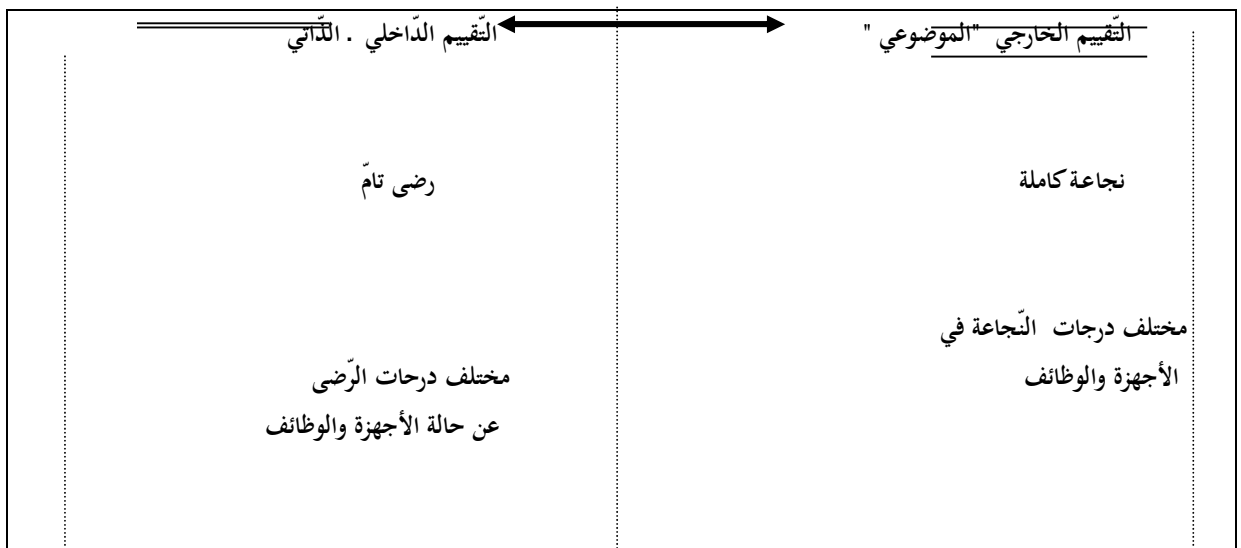 التّقييم الخارجي "الموضوعي "
التّقييم الدّاخلي . الذّاتي
نجاعة كاملة
رضى تامّ
مختلف درجات النّجاعة في
الأجهزة والوظائف
مختلف درحات الرّضى
عن حالة الأجهزة والوظائف